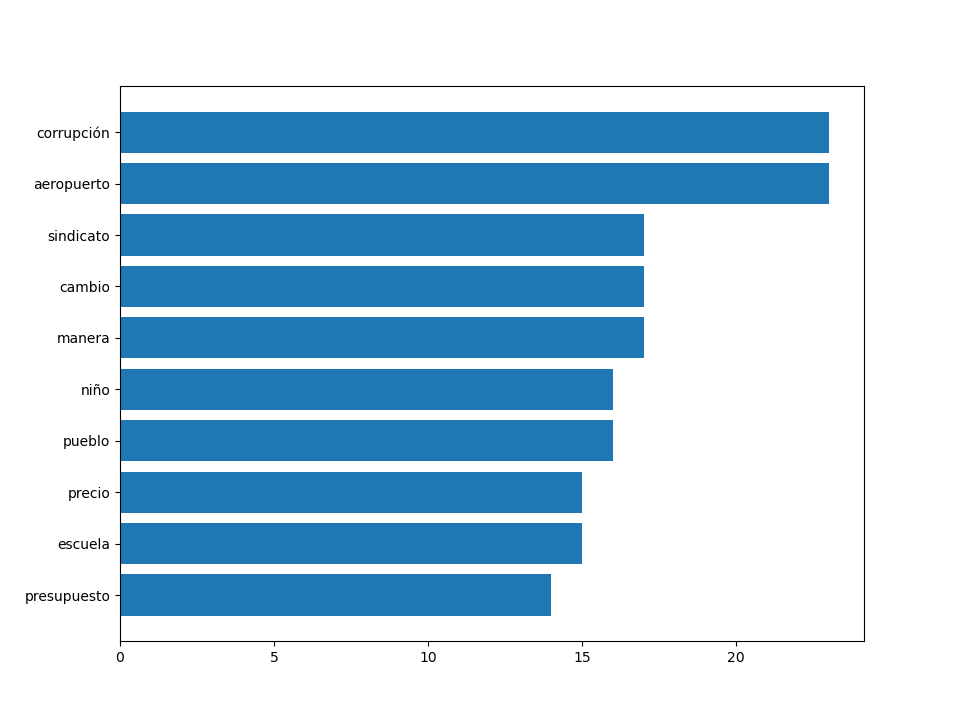 corrupción
aeropuerto
sindicato
cambio
manera
niño
pueblo
precio
escuela
presupuesto
0 5 10 15 20